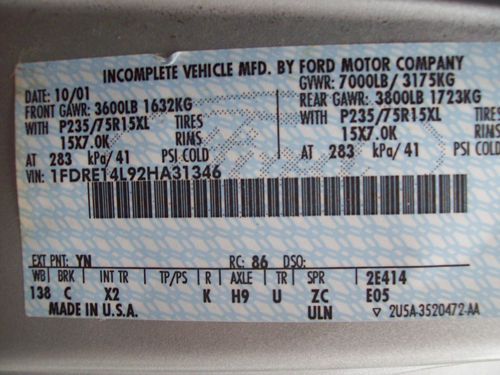 INCOMPLETE VEHICLE MFD. BY FORD MOTOR COMPANY
DATE: 10/01 GVWR: 7000LB/ 3175KG
FRONT GAWR: 3600LB 1632KG REAR GAWR: 3800LB 1723KG
WITH P235/75R15XL TIRES WITH P235/75R15XL TIRES
15X7.0K RIMS 15X7.0K RIMS
AT 283 kPa/ 41 PSI COLD AT 283 kPa/ 41 PSI COLD
VIN: 1FDRE14L92HA31346
EXT PNT: YN RC: 86 DSO:
WB BRK INT TR TP/PS R AXLE TR SPR 2E414
138 C X2 K H9 U ZC E05
MADE IN U.S.A. ULN ▽ 2U5A-3520472-AA